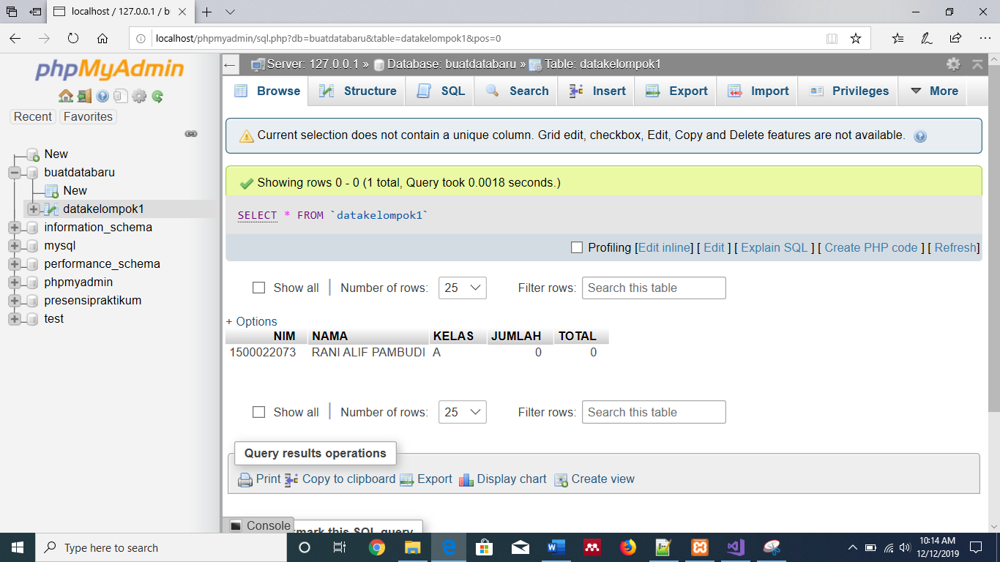 localhost / 127.0.0.1 / b
localhost/phpmyadmin/sql.php?db=buatdatabaru&table=datakelompok1&pos=0
phpMyAdmin
Recent Favorites
New
buatdatabaru
New
datakelompok1
information_schema
mysql
performance_schema
phpmyadmin
presensipraktikum
test
Server: 127.0.0.1 » Database: buatdatabaru » Table: datakelompok1
Browse Structure SQL Search Insert Export Import Privileges More
Current selection does not contain a unique column. Grid edit, checkbox, Edit, Copy and Delete features are not available.
Showing rows 0 - 0 (1 total, Query took 0.0018 seconds.)
SELECT * FROM `datakelompok1`
Profiling [Edit inline] [ Edit ] [ Explain SQL ] [ Create PHP code ] [ Refresh]
Show all Number of rows: 25 Filter rows: Search this table
+ Options
NIM NAMA KELAS JUMLAH TOTAL
1500022073 RANI ALIF PAMBUDI A 0 0
Show all Number of rows: 25 Filter rows: Search this table
Query results operations
Print Copy to clipboard Export Display chart Create view
Console
mark this SQL query
Type here to search
10:14 AM
12/12/2019